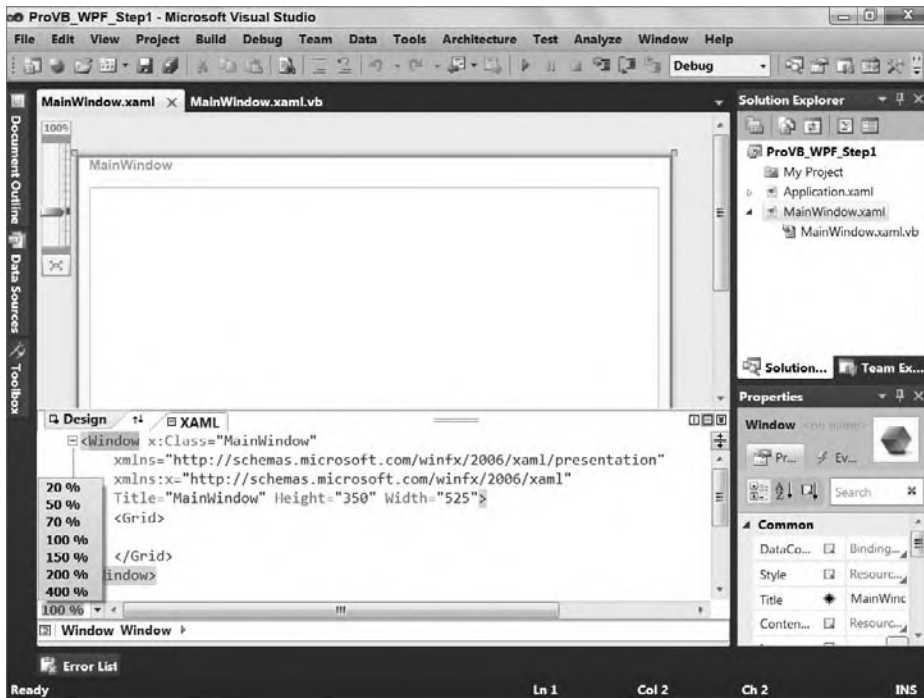 ProVB_WPF_Step1 - Microsoft Visual Studio
File Edit View Project Build Debug Team Data Tools Architecture Test Analyze Window Help
Debug
Document Outline
Data Sources
Toolbox
MainWindow.xaml
MainWindow.xaml.vb
100%
MainWindow
Design
XAML
<Window x:Class="MainWindow"
xmlns="http://schemas.microsoft.com/winfx/2006/xaml/presentation"
xmlns:x="http://schemas.microsoft.com/winfx/2006/xaml"
Title="MainWindow" Height="350" Width="525">
<Grid>
</Grid>
indow>
20 %
50 %
70 %
100 %
150 %
200 %
400 %
100 %
Window Window
Solution Explorer
ProVB_WPF_Step1
My Project
Application.xaml
MainWindow.xaml
MainWindow.xaml.vb
Solution...
Team Ex...
Properties
Window <no name>
Pr...
Ev...
Search
Common
DataCo... Binding...
Style Resourc...
Title MainWinc
Conten... Resourc...
Error List
Ready Ln 1 Col 2 Ch 2 INS